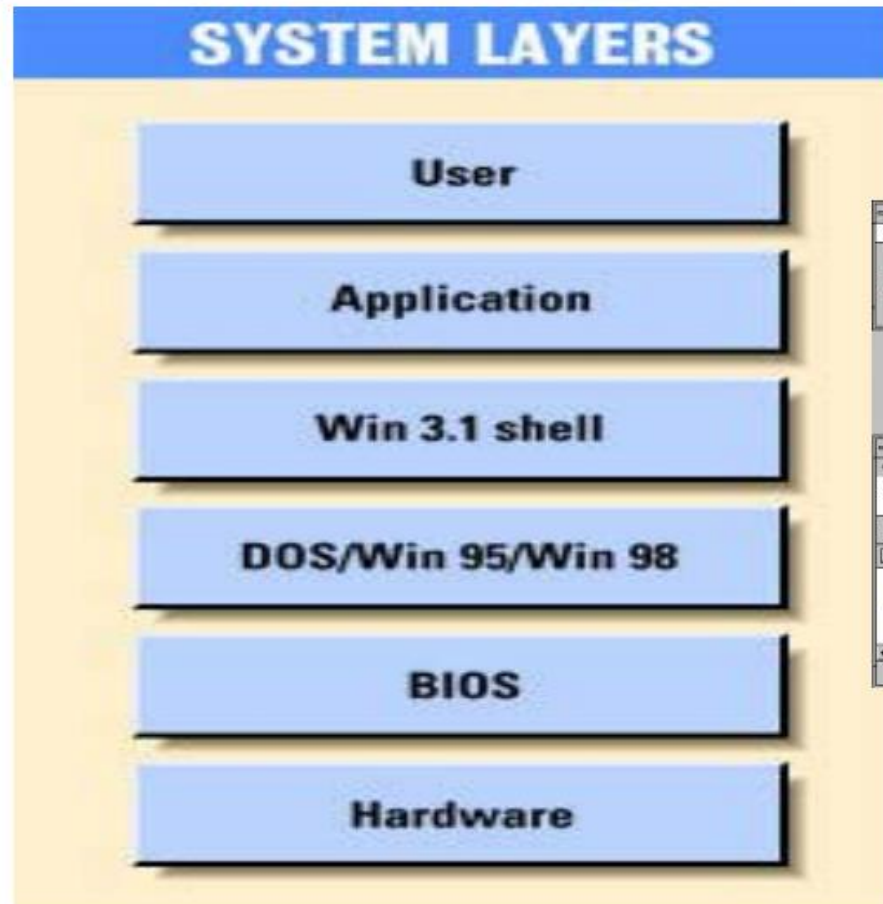 SYSTEM LAYERS
User
Application
Win 3.1 shell
DOS/Win 95/Win 98
BIOS
Hardware